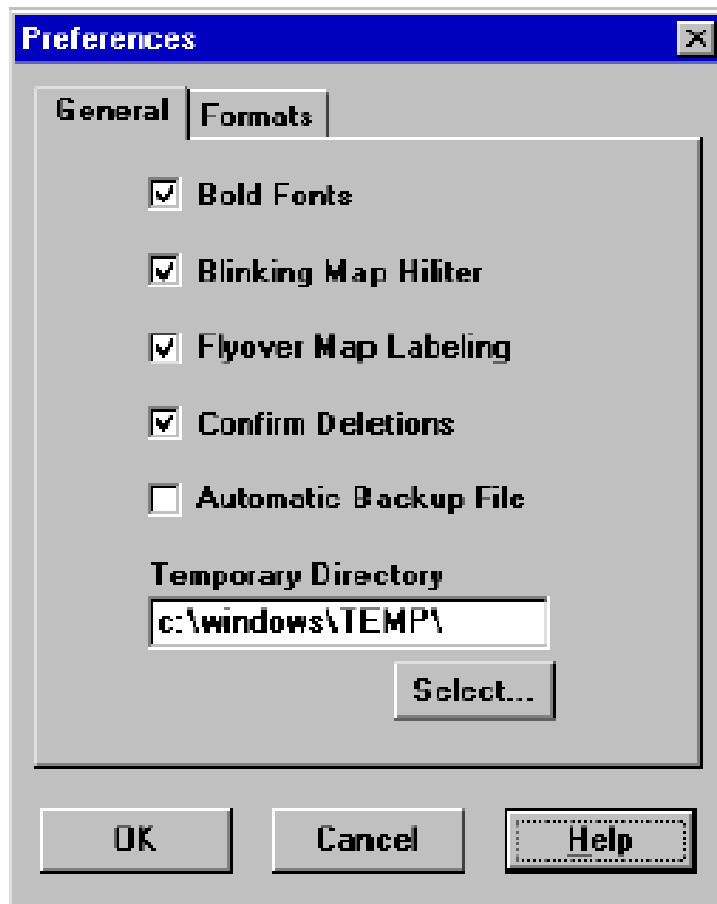 Preferences
General Formats
Bold Fonts
Blinking Map Hiliter
Flyover Map Labeling
Confirm Deletions
Automatic Backup File
Temporary Directory
c:\windows\TEMP\
Select...
OK Cancel Help